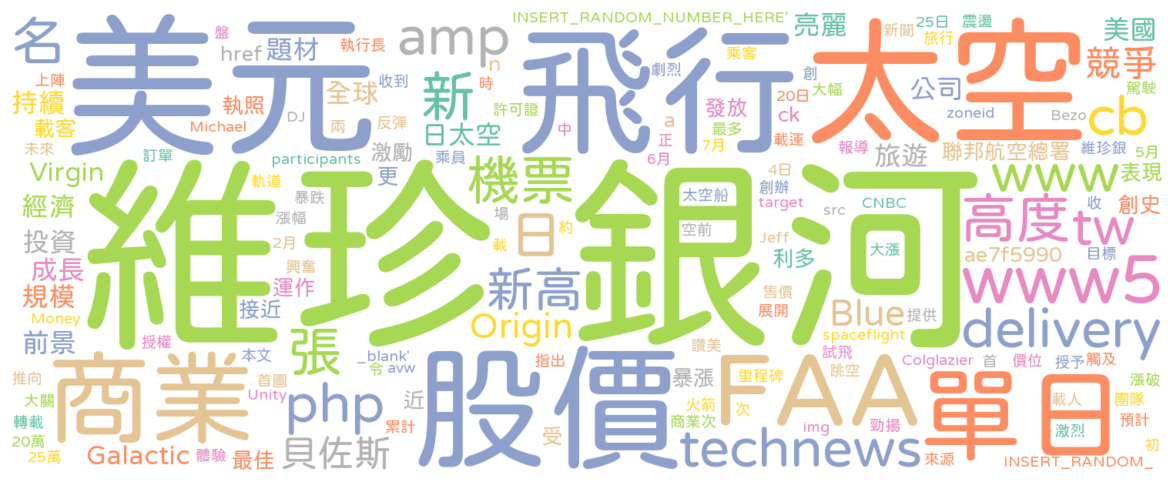 INSERT_RANDOM_NUMBER_HERE'
盤
名
美元
href
題材
執行長
amp
n
飛行
乘客
亮麗
25日
新聞
旅行
震盪
美國
競爭
太空
上陣
持續
載客
未來
執照
Michael
DJ
全球
兩
收到
反彈
新
日太空
時
許可證
劇烈
中
正
6月
a
發放
最多
7月
20日
ck
載運
創
大幅
公司
zoneid
Bezo
駕駛
cb
報導
旅遊
聯邦航空總署
維珍銀
5月
訂單
participants
激勵
乘員
更
機票
4日
創辦
target
www
表現
Virgin
經濟
軌道
暴跌
漲幅
維珍銀河
場
載
日
約
太空船
空前
CNBC
src
收
創史
高度
tw
投資
成長
規模
2月
興奮
運作
接近
新高
Jeff
利多
大漲
ae7f5990
目標
www5
Money
前景
授權
本文
張
_blank'
令
avw
Origin
售價
展開
Blue
提供
spaceflight
delivery
推向
大關
轉載
20萬
25萬
商業
首圖
Unity
php
近
累計
指出
股價
讚美
暴漲
里程碑
火箭
次
商業次
FAA
試飛
跳空
Colglazier
首
價位
授予
觸及
漲破
單日
載人
激烈
團隊
預計
初
Galactic
體驗
最佳
貝佐斯
受
technews
img
勁揚
來源
INSERT_RANDOM_